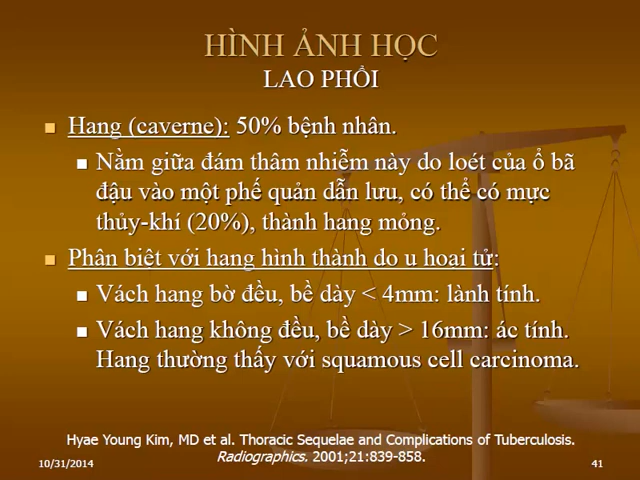 HÌNH ẢNH HỌC
LAO PHỔI
Hang (caverne): 50% bệnh nhân.
Nằm giữa đám thâm nhiễm này do loét của ổ bã
đậu vào một phế quản dẫn lưu, có thể có mực
thủy-khí (20%), thành hang mỏng.
Phân biệt với hang hình thành do u hoại tử:
Vách hang bờ đều, bề dày < 4mm: lành tính.
Vách hang không đều, bề dày > 16mm: ác tính.
Hang thường thấy với squamous cell carcinoma.
Hyae Young Kim, MD et al. Thoracic Sequelae and Complications of Tuberculosis.
Radiographics. 2001;21:839-858.
10/31/2014
41